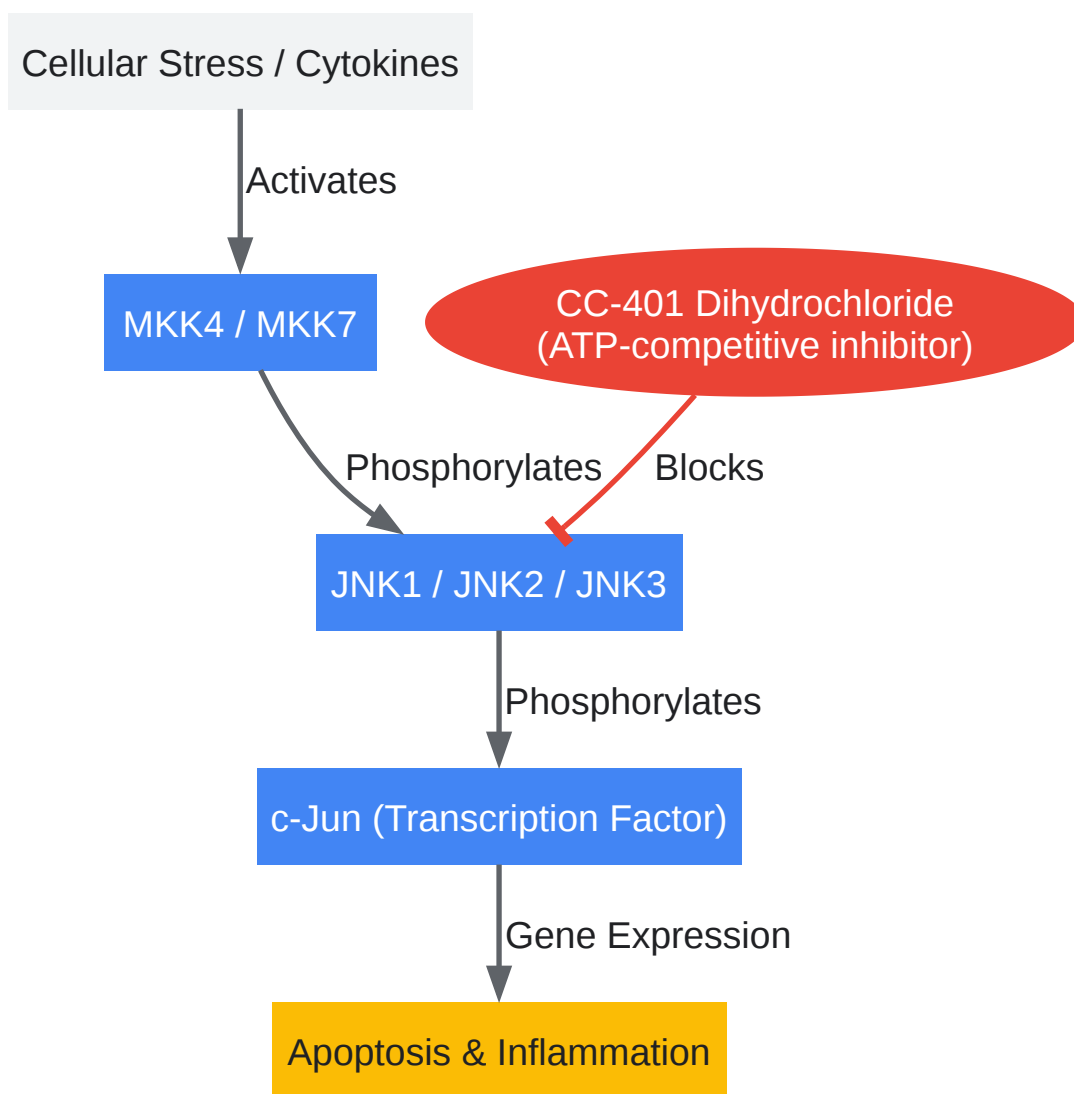 Cellular Stress / Cytokines
Activates
MKK4 / MKK7
CC-401 Dihydrochloride
(ATP-competitive inhibitor)
Phosphorylates
Blocks
JNK1 / JNK2 / JNK3
Phosphorylates
c-Jun (Transcription Factor)
Gene Expression
Apoptosis & Inflammation